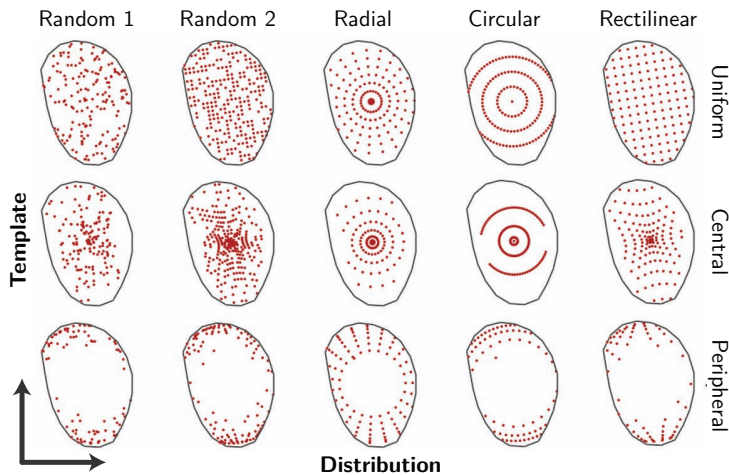 Random 1 Random 2 Radial Circular Rectilinear
Uniform
Central
Peripheral
Template
Distribution